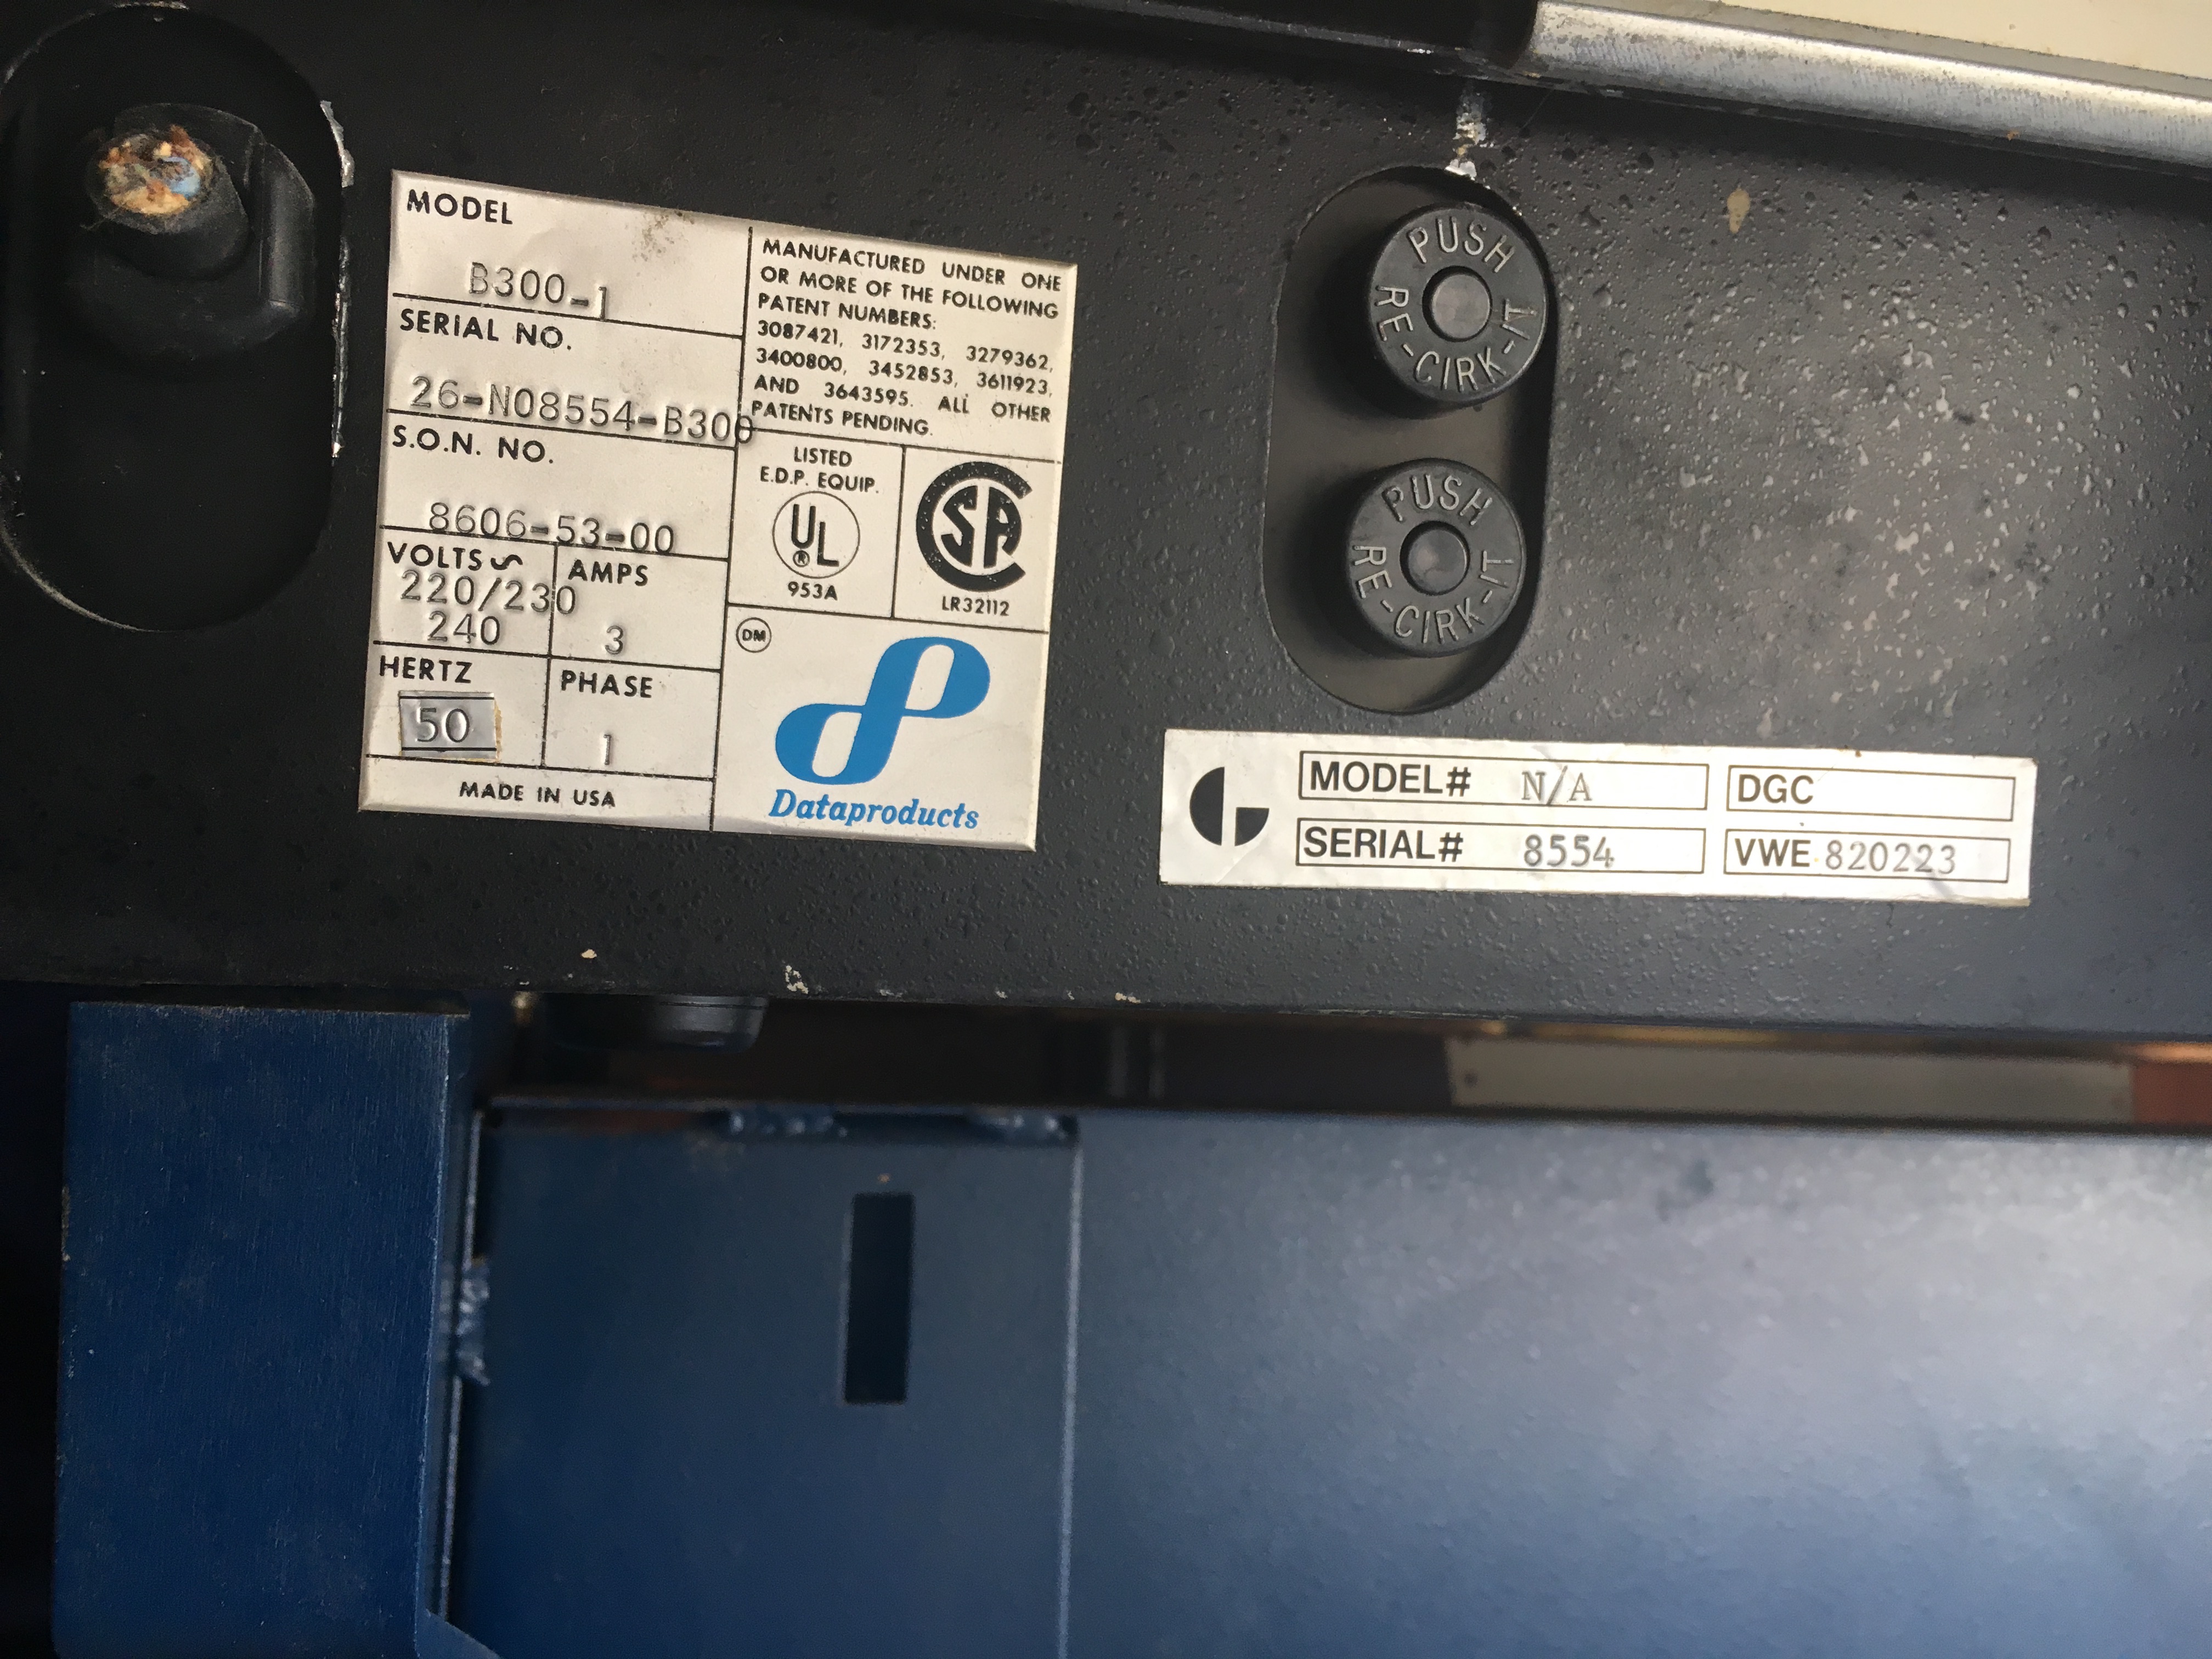 MODEL
B300-1
SERIAL NO.
26-N08554-B300
S.O.N. NO.
8606-53-00
VOLTS∿
220/230
240
AMPS
3
HERTZ
50
PHASE
1
MADE IN USA
MANUFACTURED UNDER ONE
OR MORE OF THE FOLLOWING
PATENT NUMBERS:
3087421, 3172353, 3279362,
3400800, 3452853, 3611923,
AND 3643595. ALL OTHER
PATENTS PENDING.
LISTED
E.D.P. EQUIP.
UL®
953A
SA
LR32112
DM
Dataproducts
PUSH
RE-CIRK-IT
PUSH
RE-CIRK-IT
MODEL# N/A
DGC
SERIAL# 8554
VWE 820223